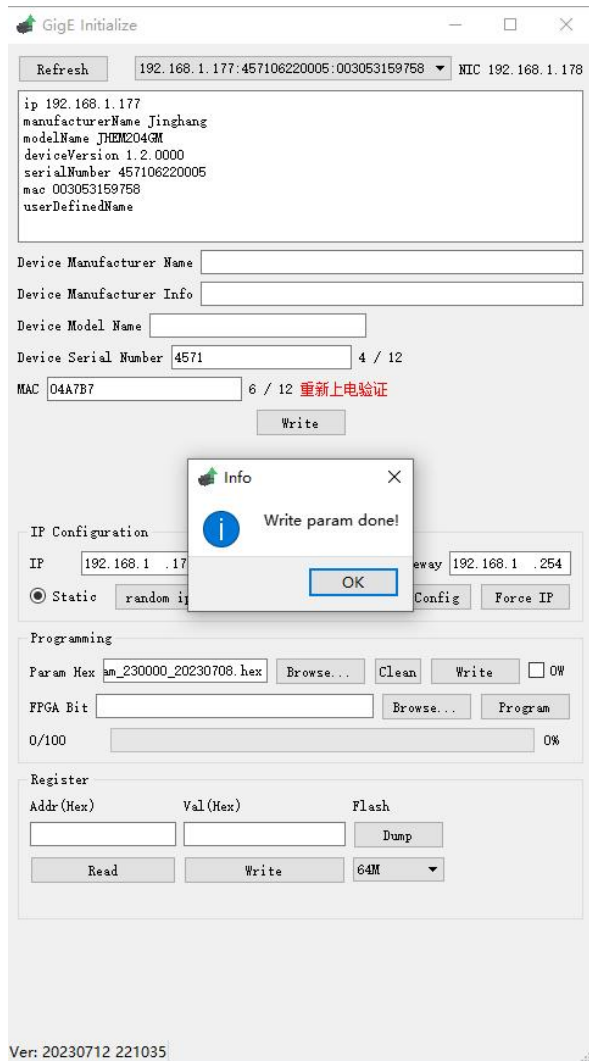 GigE Initialize
Refresh 192.168.1.177:457106220005:003053159758 NIC 192.168.1.178
ip 192.168.1.177
manufacturerName Jinghang
modelName JHEM204GM
deviceVersion 1.2.0000
serialNumber 457106220005
mac 003053159758
userDefinedName
Device Manufacturer Name
Device Manufacturer Info
Device Model Name
Device Serial Number 4571 4 / 12
MAC 04A7B7 6 / 12 重新上电验证
Write
Info
Write param done!
OK
IP Configuration
IP 192.168.1 .17 eway 192.168.1 .254
Static random ip Config Force IP
Programming
Param Hex am_230000_20230708.hex Browse... Clean Write OW
FPGA Bit Browse... Program
0/100 0%
Register
Addr(Hex) Val(Hex) Flash
Dump
Read Write 64M
Ver: 20230712 221035